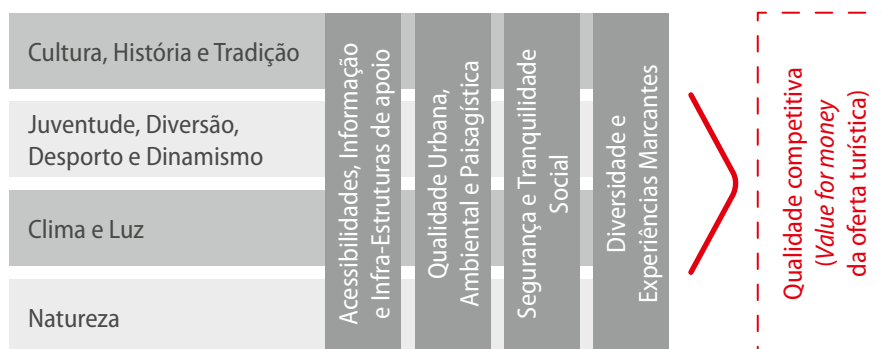 Cultura, História e Tradição
Juventude, Diversão,
Desporto e Dinamismo
Clima e Luz
Natureza
Acessibilidades, Informação
e Infra-Estruturas de apoio
Qualidade Urbana,
Ambiental e Paisagística
Segurança e Tranquilidade
Social
Diversidade e
Experiências Marcantes
Qualidade competitiva
(Value for money
da oferta turística)